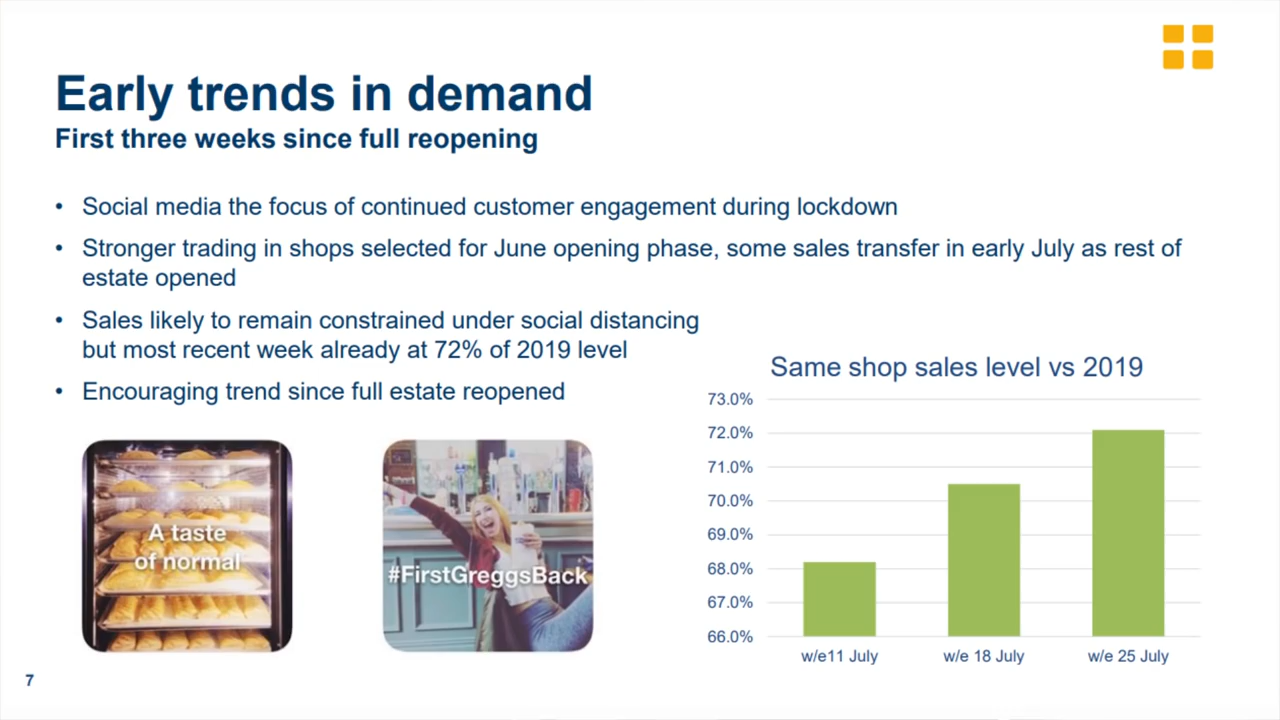 Early trends in demand
First three weeks since full reopening
• Social media the focus of continued customer engagement during lockdown
• Stronger trading in shops selected for June opening phase, some sales transfer in early July as rest of
estate opened
• Sales likely to remain constrained under social distancing
but most recent week already at 72% of 2019 level
• Encouraging trend since full estate reopened
A taste
of normal
#FirstGreggsBack
Same shop sales level vs 2019
73.0%
72.0%
71.0%
70.0%
69.0%
68.0%
67.0%
66.0%
w/e11 July w/e 18 July w/e 25 July
7